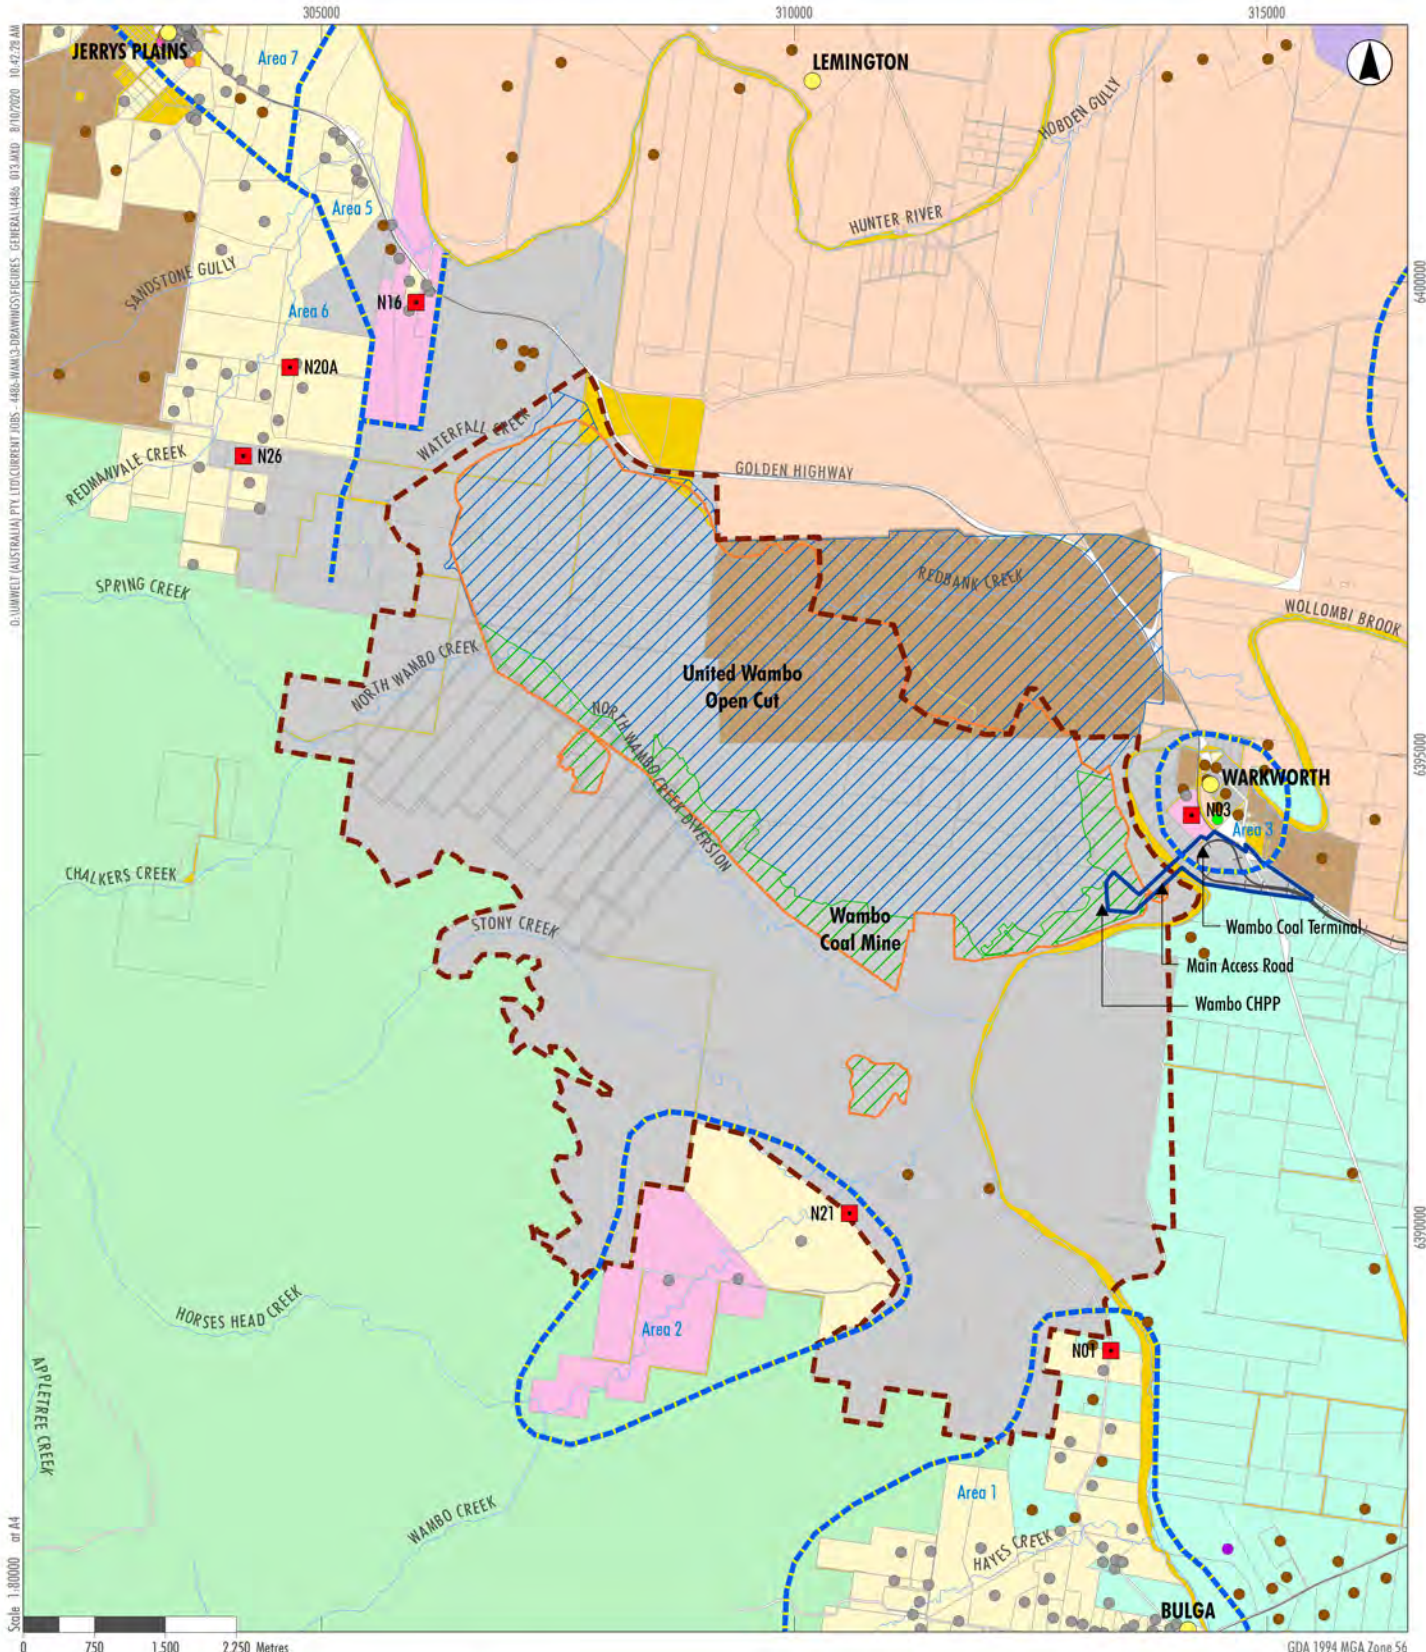 305000
310000
315000
JERRYS PLAINS
Area 7
LEMINGTON
HOBDEN GULLY
HUNTER RIVER
Area 5
SANDSTONE GULLY
6400000
N16
Area 6
N20A
WATERFALL CREEK
REDMANVALE CREEK
N26
GOLDEN HIGHWAY
SPRING CREEK
REDBANK CREEK
WOLLOMBI BROOK
NORTH WAMBO CREEK
United Wambo
Open Cut
NORTH WAMBO CREEK DIVERSION
6395000
WARKWORTH
N03
Area 3
CHALKERS CREEK
STONY CREEK
Wambo
Coal Mine
Wambo Coal Terminal
Main Access Road
Wambo CHPP
N21
6390000
HORSES HEAD CREEK
Area 2
N01
APPLETREE CREEK
Area 1
WAMBO CREEK
HAYES CREEK
BULGA
Scale 1:80000 at A4
0 750 1,500 2,250 Metres
GDA 1994 MGA Zone 56